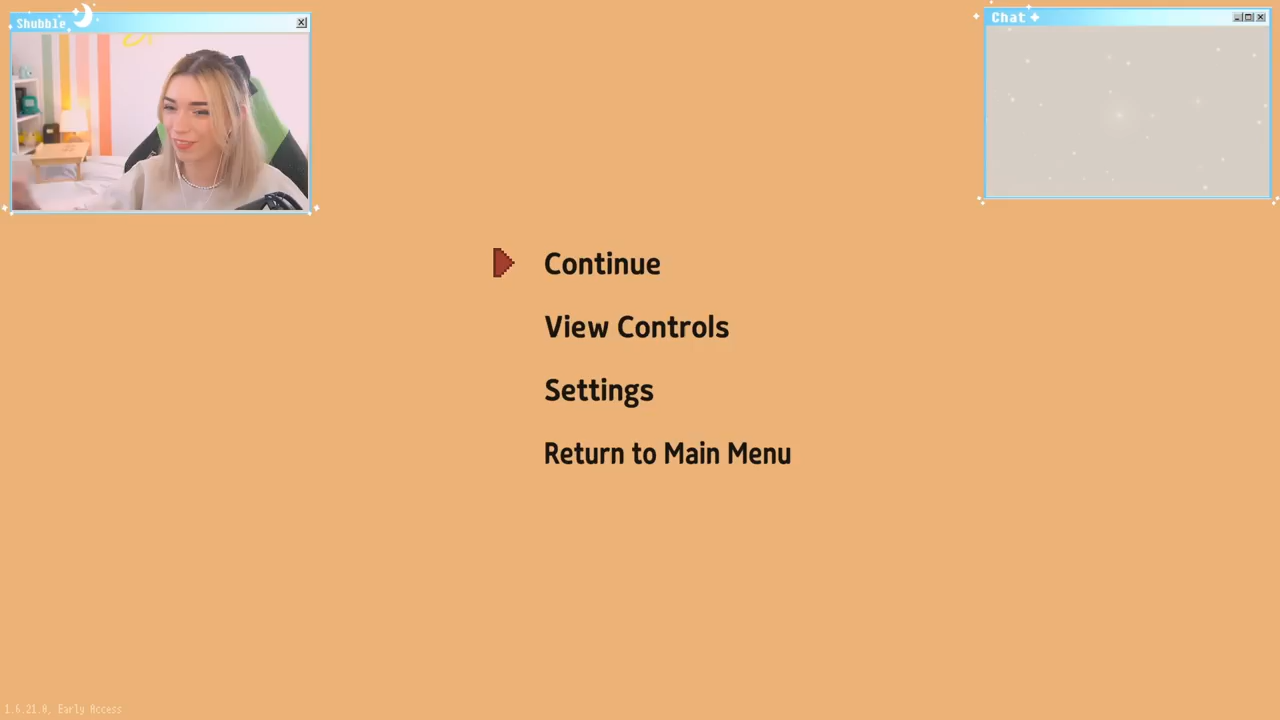 Shubble
Chat
Continue
View Controls
Settings
Return to Main Menu
1.6.21.0, Early Access